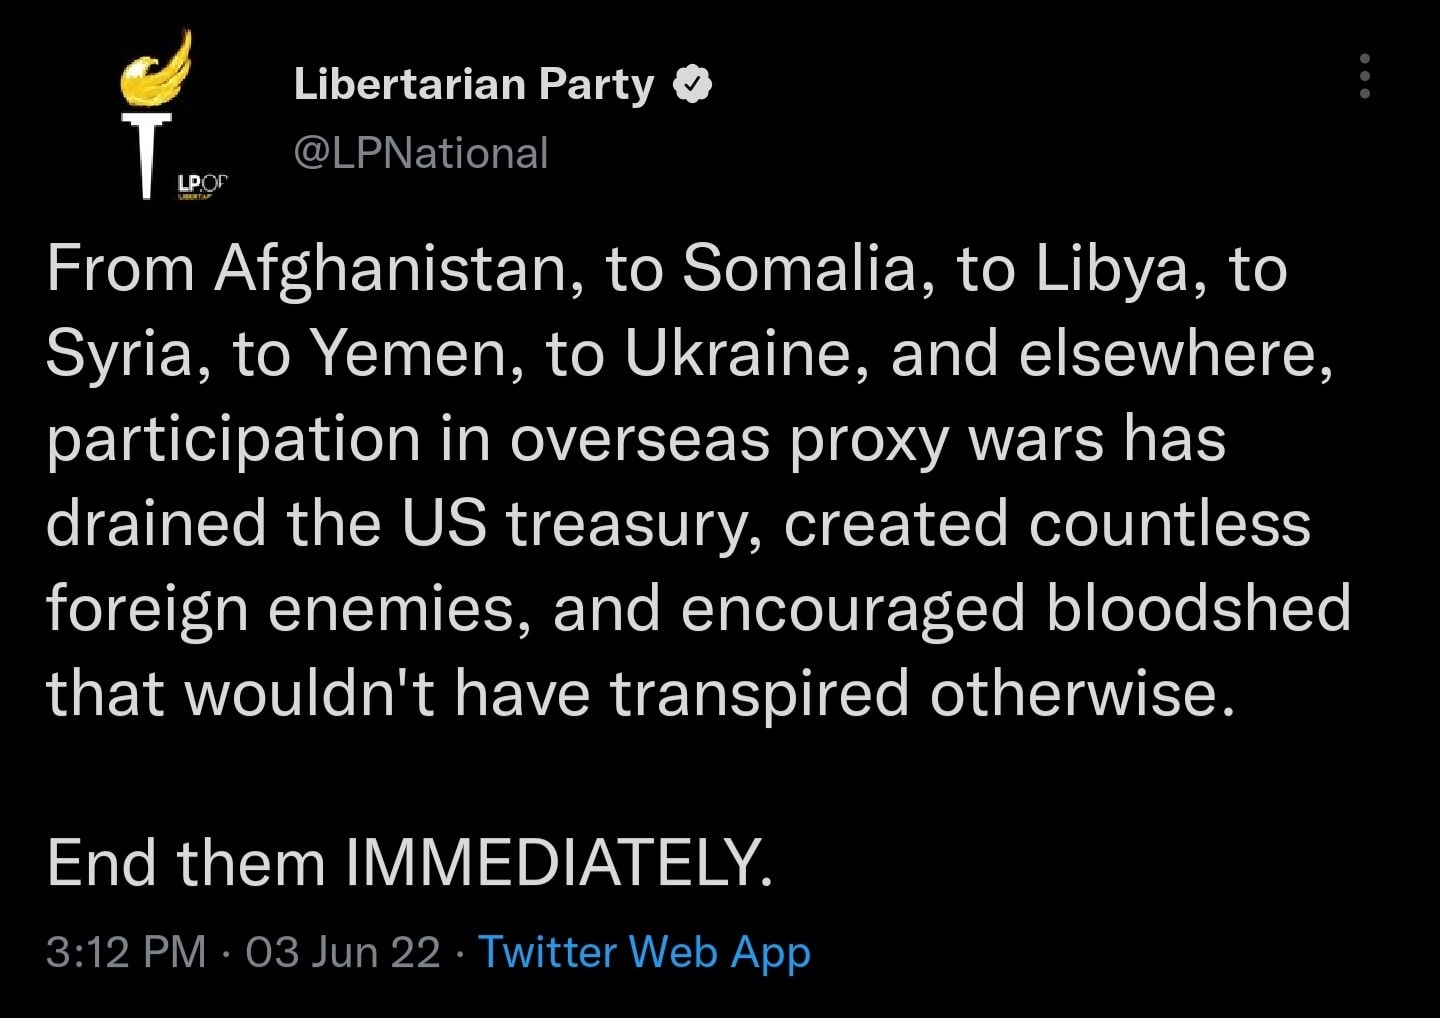 Libertarian Party
@LPNational
LP.OR
From Afghanistan, to Somalia, to Libya, to
Syria, to Yemen, to Ukraine, and elsewhere,
participation in overseas proxy wars has
drained the US treasury, created countless
foreign enemies, and encouraged bloodshed
that wouldn't have transpired otherwise.
End them IMMEDIATELY.
3:12 PM · 03 Jun 22 · Twitter Web App